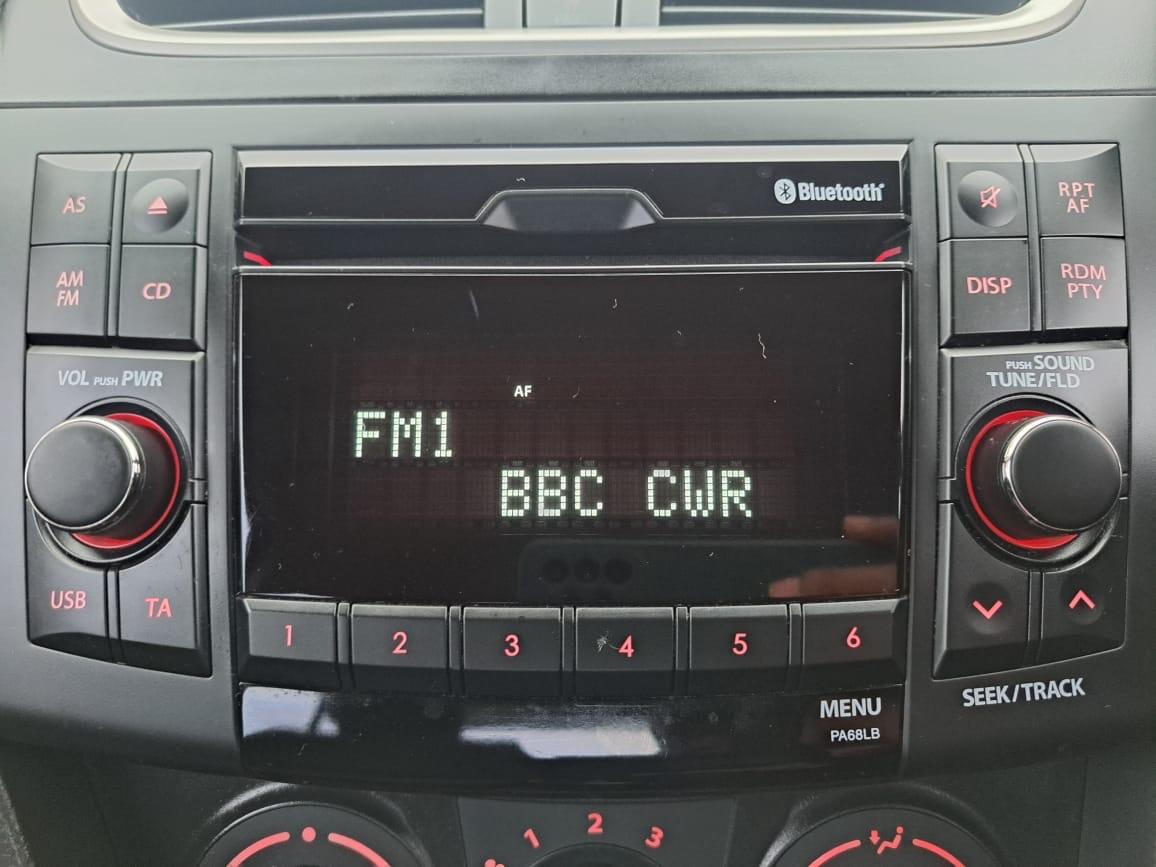 AS
AM
FM
CD
VOL PUSH PWR
USB
TA
Bluetooth
AF
FM1
BBC CWR
1 2 3 4 5 6
MENU
PA68LB
RPT
AF
DISP
RDM
PTY
PUSH SOUND
TUNE/FLD
SEEK/TRACK
1 2 3